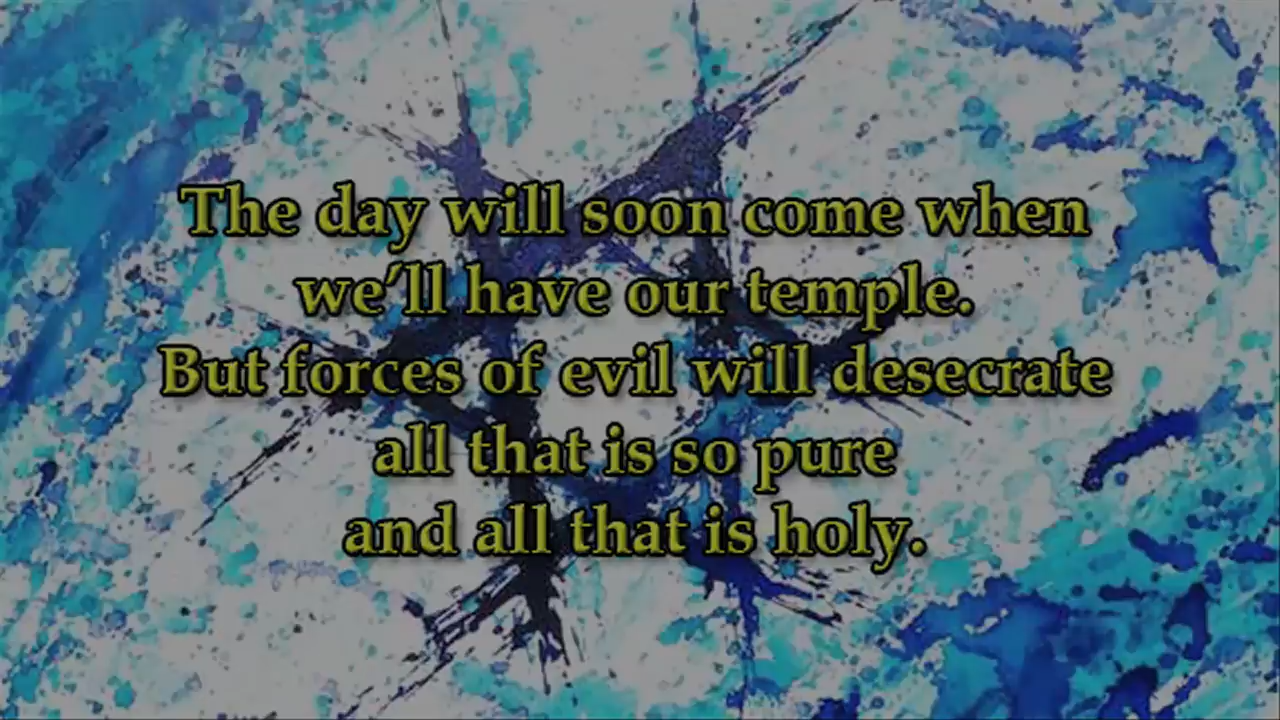 The day will soon come when
we’ll have our temple.
But forces of evil will desecrate
all that is so pure
and all that is holy.